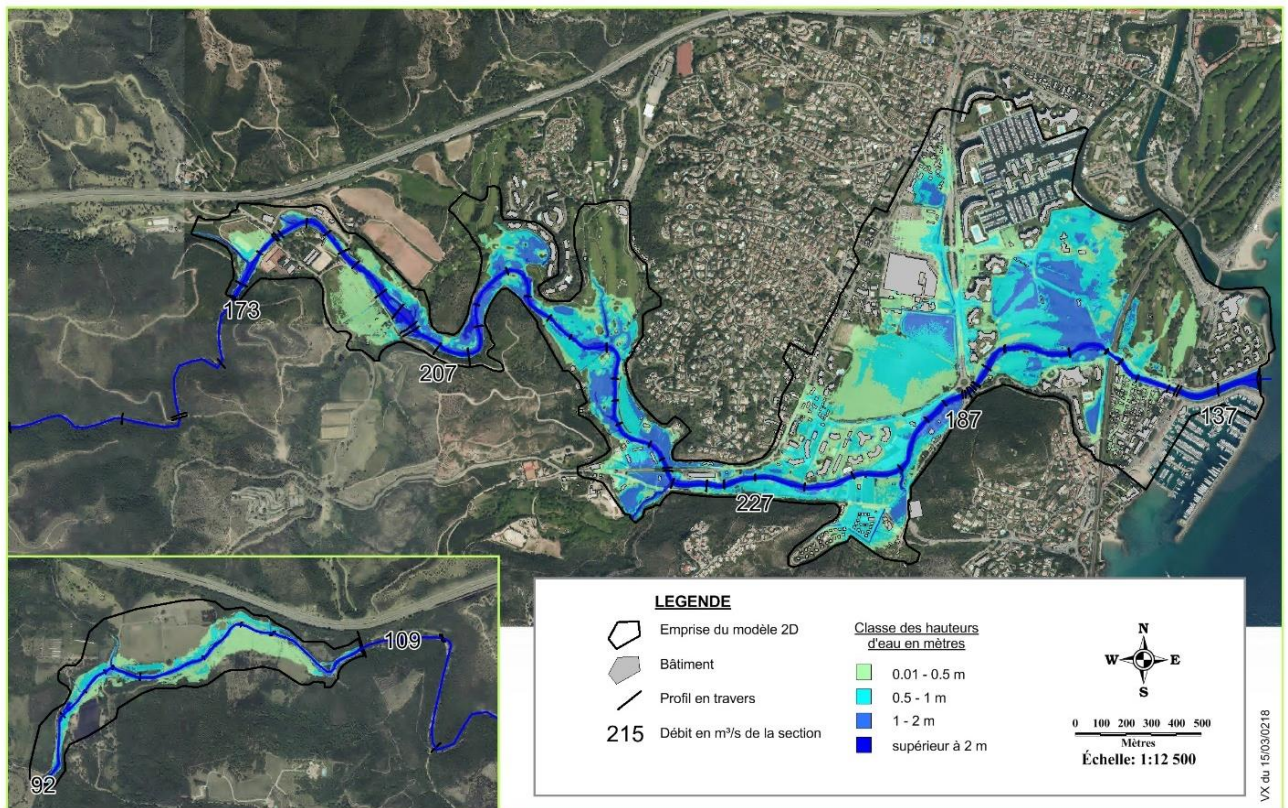 173
207
227
187
137
109
92
LEGENDE
Emprise du modèle 2D
Bâtiment
Profil en travers
215 Débit en m³/s de la section
Classe des hauteurs
d'eau en mètres
0.01 - 0.5 m
0.5 - 1 m
1 - 2 m
supérieur à 2 m
N
W E
S
0 100 200 300 400 500
Mètres
Échelle: 1:12 500
VX du 15/03/0218